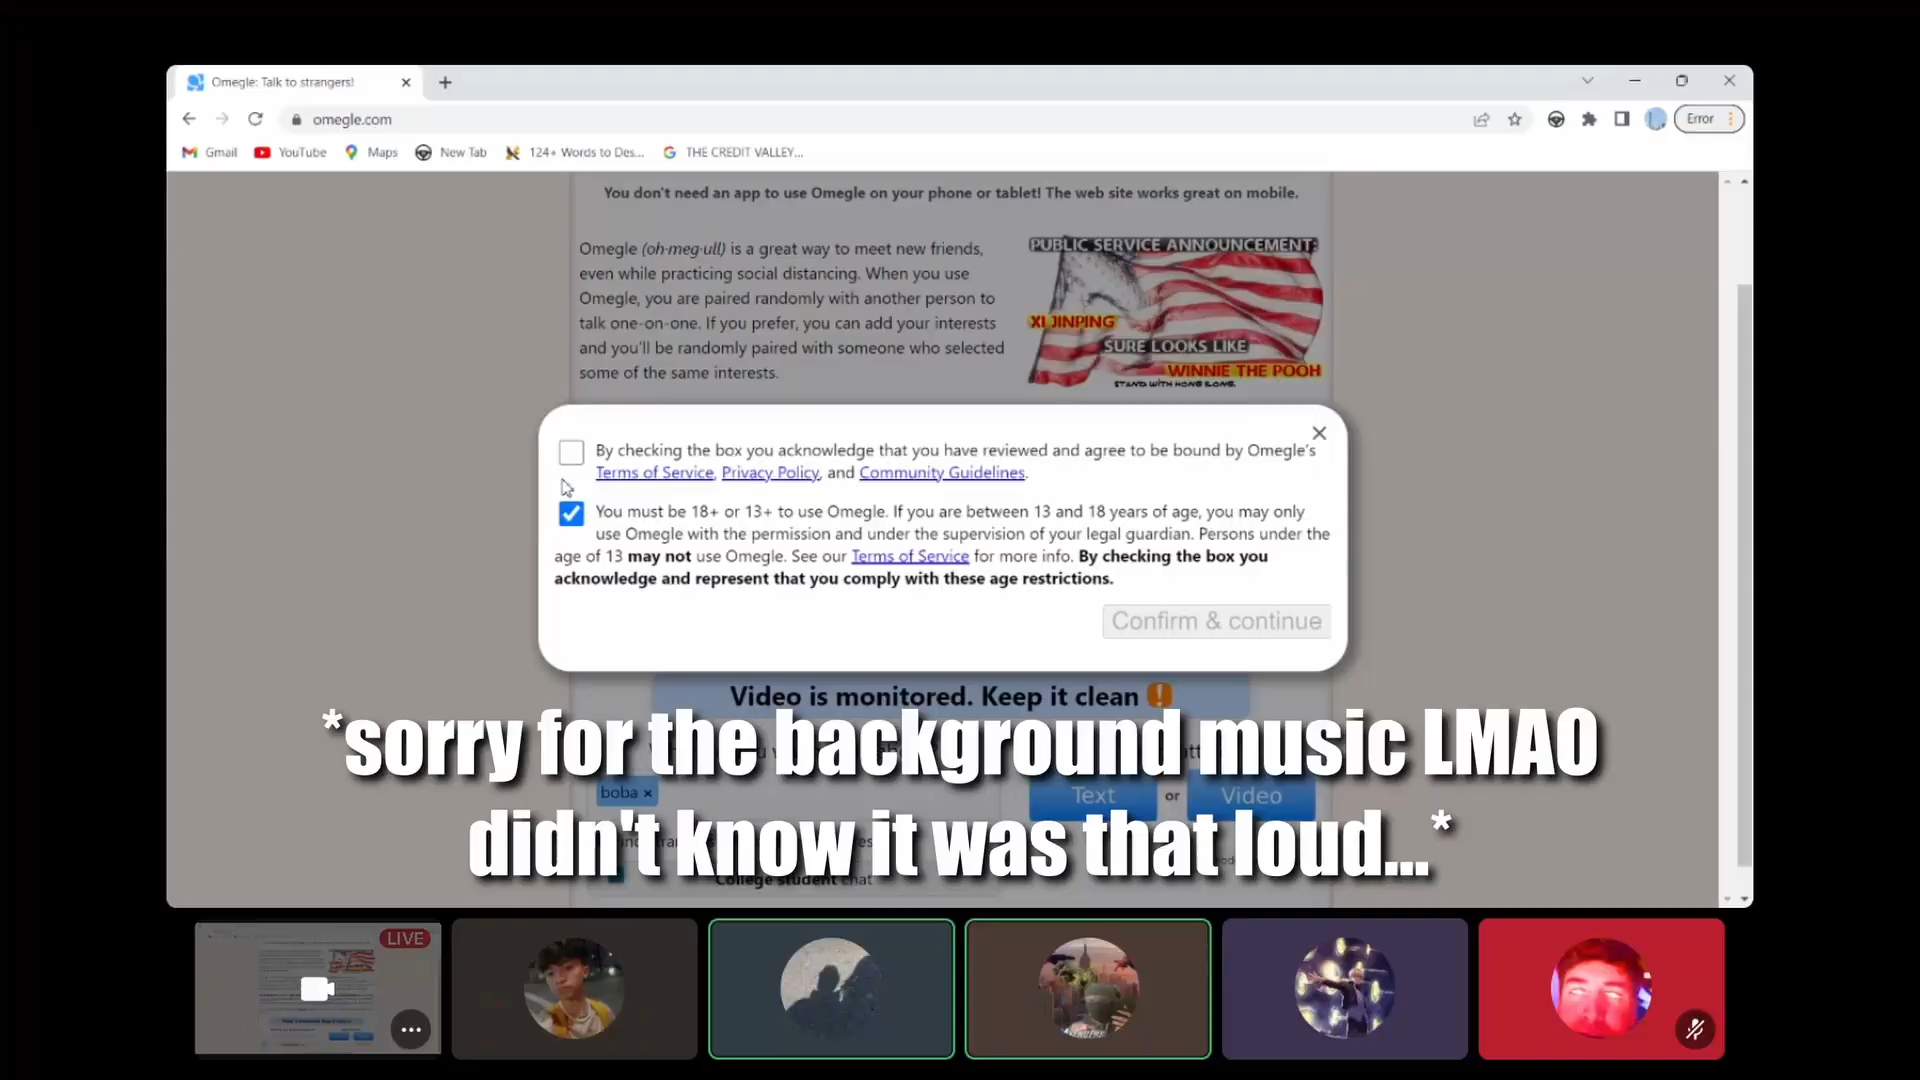 Omegle: Talk to strangers!
omegle.com
Error
Gmail
YouTube
Maps
New Tab
124+ Words to Des...
THE CREDIT VALLEY...
You don't need an app to use Omegle on your phone or tablet! The web site works great on mobile.
Omegle (oh·meg·ull) is a great way to meet new friends,
even while practicing social distancing. When you use
Omegle, you are paired randomly with another person to
talk one-on-one. If you prefer, you can add your interests
and you'll be randomly paired with someone who selected
some of the same interests.
PUBLIC SERVICE ANNOUNCEMENT:
XI JINPING
SURE LOOKS LIKE
WINNIE THE POOH
STAND WITH HONG KONG.
By checking the box you acknowledge that you have reviewed and agree to be bound by Omegle's
Terms of Service, Privacy Policy, and Community Guidelines.
You must be 18+ or 13+ to use Omegle. If you are between 13 and 18 years of age, you may only
use Omegle with the permission and under the supervision of your legal guardian. Persons under the
age of 13 may not use Omegle. See our Terms of Service for more info. By checking the box you
acknowledge and represent that you comply with these age restrictions.
Confirm & continue
Video is monitored. Keep it clean
*sorry for the background music LMAO
boba ×
Text or Video
didn't know it was that loud...*
College student chat
LIVE